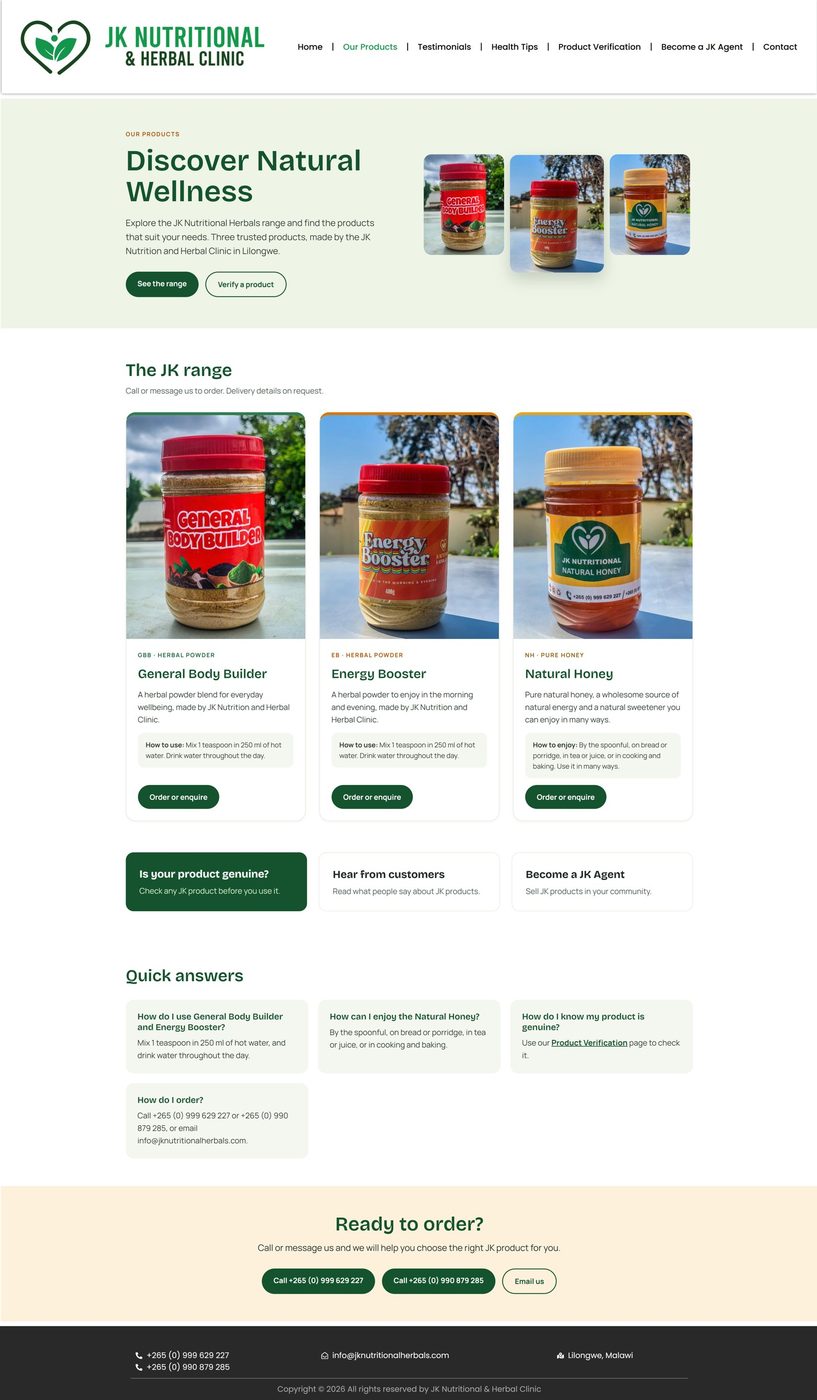 JK NUTRITIONAL
& HERBAL CLINIC
Home | Our Products | Testimonials | Health Tips | Product Verification | Become a JK Agent | Contact
OUR PRODUCTS
Discover Natural
Wellness
Explore the JK Nutritional Herbals range and find the products
that suit your needs. Three trusted products, made by the JK
Nutrition and Herbal Clinic in Lilongwe.
See the range
Verify a product
GENERAL
BODY BUILDER
Energy
Booster
JK NUTRITIONAL
NATURAL HONEY
The JK range
Call or message us to order. Delivery details on request.
GENERAL
BODY BUILDER
Energy
Booster
MORNING & EVENING
JK NUTRITIONAL
NATURAL HONEY
+265 (0) 999 629 227
GBB · HERBAL POWDER
General Body Builder
A herbal powder blend for everyday
wellbeing, made by JK Nutrition and Herbal
Clinic.
How to use: Mix 1 teaspoon in 250 ml of hot
water. Drink water throughout the day.
Order or enquire
EB · HERBAL POWDER
Energy Booster
A herbal powder to enjoy in the morning
and evening, made by JK Nutrition and
Herbal Clinic.
How to use: Mix 1 teaspoon in 250 ml of hot
water. Drink water throughout the day.
Order or enquire
NH · PURE HONEY
Natural Honey
Pure natural honey, a wholesome source of
natural energy and a natural sweetener you
can enjoy in many ways.
How to enjoy: By the spoonful, on bread or
porridge, in tea or juice, or in cooking and
baking. Use it in many ways.
Order or enquire
Is your product genuine?
Check any JK product before you use it.
Hear from customers
Read what people say about JK products.
Become a JK Agent
Sell JK products in your community.
Quick answers
How do I use General Body Builder
and Energy Booster?
Mix 1 teaspoon in 250 ml of hot water, and
drink water throughout the day.
How can I enjoy the Natural Honey?
By the spoonful, on bread or porridge, in tea
or juice, or in cooking and baking.
How do I know my product is
genuine?
Use our Product Verification page to check
it.
How do I order?
Call +265 (0) 999 629 227 or +265 (0) 990
879 285, or email
info@jknutritionalherbals.com.
Ready to order?
Call or message us and we will help you choose the right JK product for you.
Call +265 (0) 999 629 227
Call +265 (0) 990 879 285
Email us
+265 (0) 999 629 227
+265 (0) 990 879 285
info@jknutritionalherbals.com
Lilongwe, Malawi
Copyright © 2026 All rights reserved by JK Nutritional & Herbal Clinic